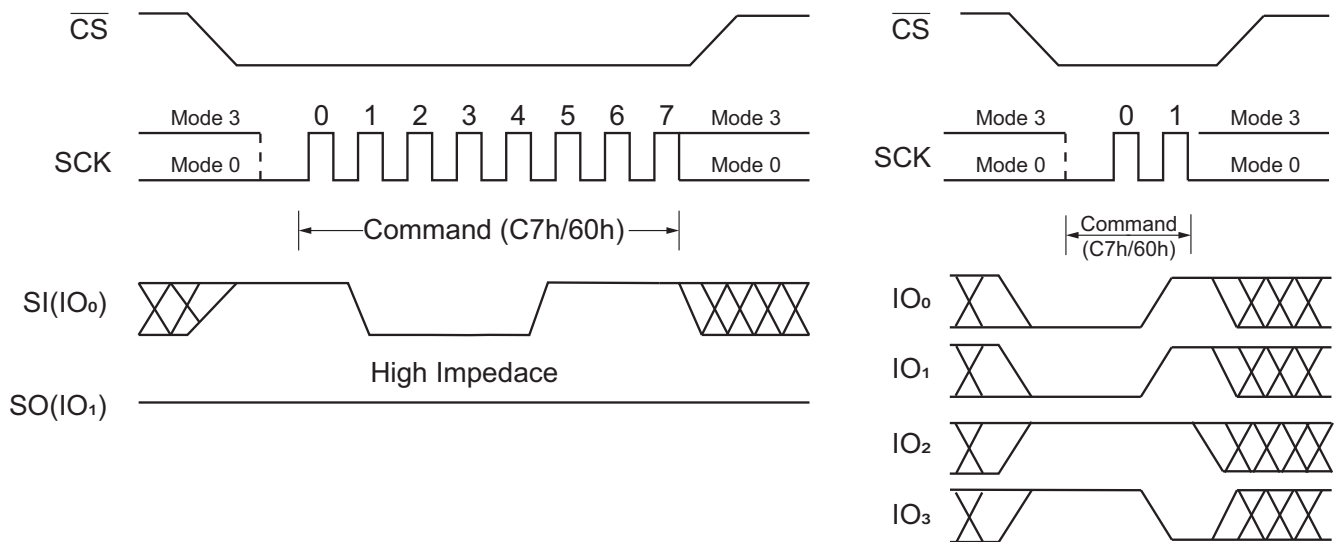 CS
Mode 3
0 1 2 3 4 5 6 7
Mode 3
SCK
Mode 0
Mode 0
Command (C7h/60h)
SI(IO₀)
High Impedace
SO(IO₁)
CS
Mode 3
0 1
Mode 3
SCK
Mode 0
Mode 0
Command
(C7h/60h)
IO₀
IO₁
IO₂
IO₃